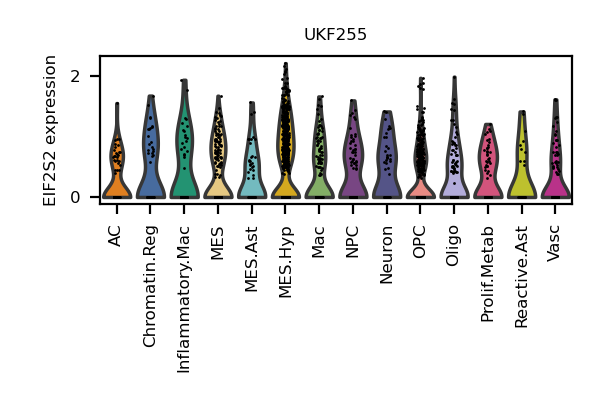 UKF255
EIF2S2 expression
2
0
AC
Chromatin.Reg
Inflammatory.Mac
MES
MES.Ast
MES.Hyp
Mac
NPC
Neuron
OPC
Oligo
Prolif.Metab
Reactive.Ast
Vasc